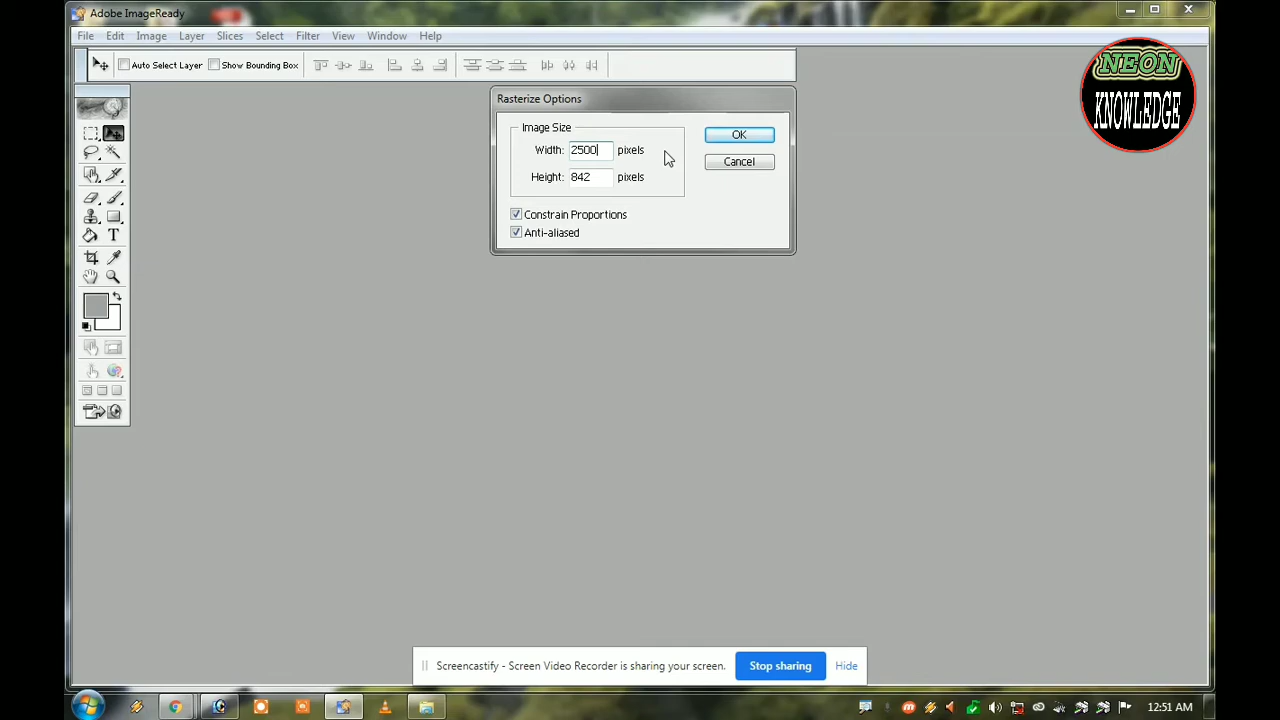 Adobe ImageReady
File Edit Image Layer Slices Select Filter View Window Help
Auto Select Layer Show Bounding Box
NEON
KNOWLEDGE
Rasterize Options
Image Size
Width: 2500 pixels
Height: 842 pixels
OK
Cancel
Constrain Proportions
Anti-aliased
T
Screencastify - Screen Video Recorder is sharing your screen. Stop sharing Hide
12:51 AM